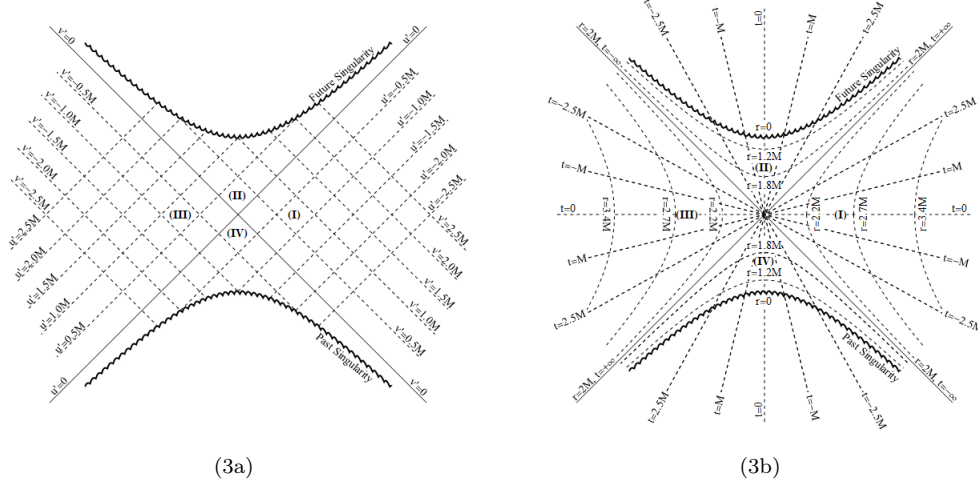 v'=0
u'=0
Future Singularity
v'=-0.5M
v'=-1.0M
v'=-1.5M
v'=-2.0M
v'=-2.5M
u'=-0.5M
u'=-1.0M
u'=-1.5M
u'=-2.0M
u'=-2.5M
(II)
(III)
(I)
(IV)
u'=2.5M
u'=2.0M
u'=1.5M
u'=1.0M
u'=0.5M
v'=2.5M
v'=2.0M
v'=1.5M
v'=1.0M
v'=0.5M
Past Singularity
u'=0
v'=0
(3a)
t=-2.5M
t=-M
t=0
t=M
t=2.5M
r=2M, t=-∞
r=2M, t=+∞
Future Singularity
r=0
t=-2.5M
t=2.5M
r=1.2M
(II)
r=1.8M
t=-M
t=M
t=0
r=3.4M
r=2.7M
(III)
r=2.2M
r=2.2M
(I)
r=2.7M
r=3.4M
t=0
r=1.8M
(IV)
r=1.2M
t=M
t=-M
r=0
t=2.5M
t=-2.5M
Past Singularity
r=2M, t=+∞
r=2M, t=-∞
t=2.5M
t=M
t=0
t=-M
t=-2.5M
(3b)